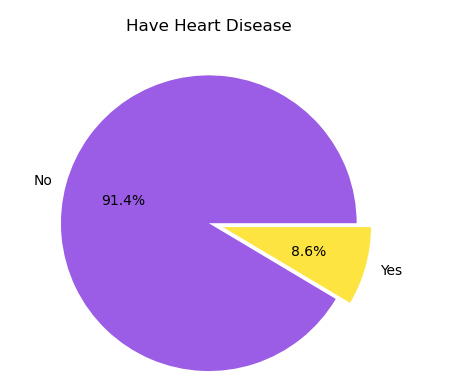 Have Heart Disease
No
91.4%
8.6%
Yes